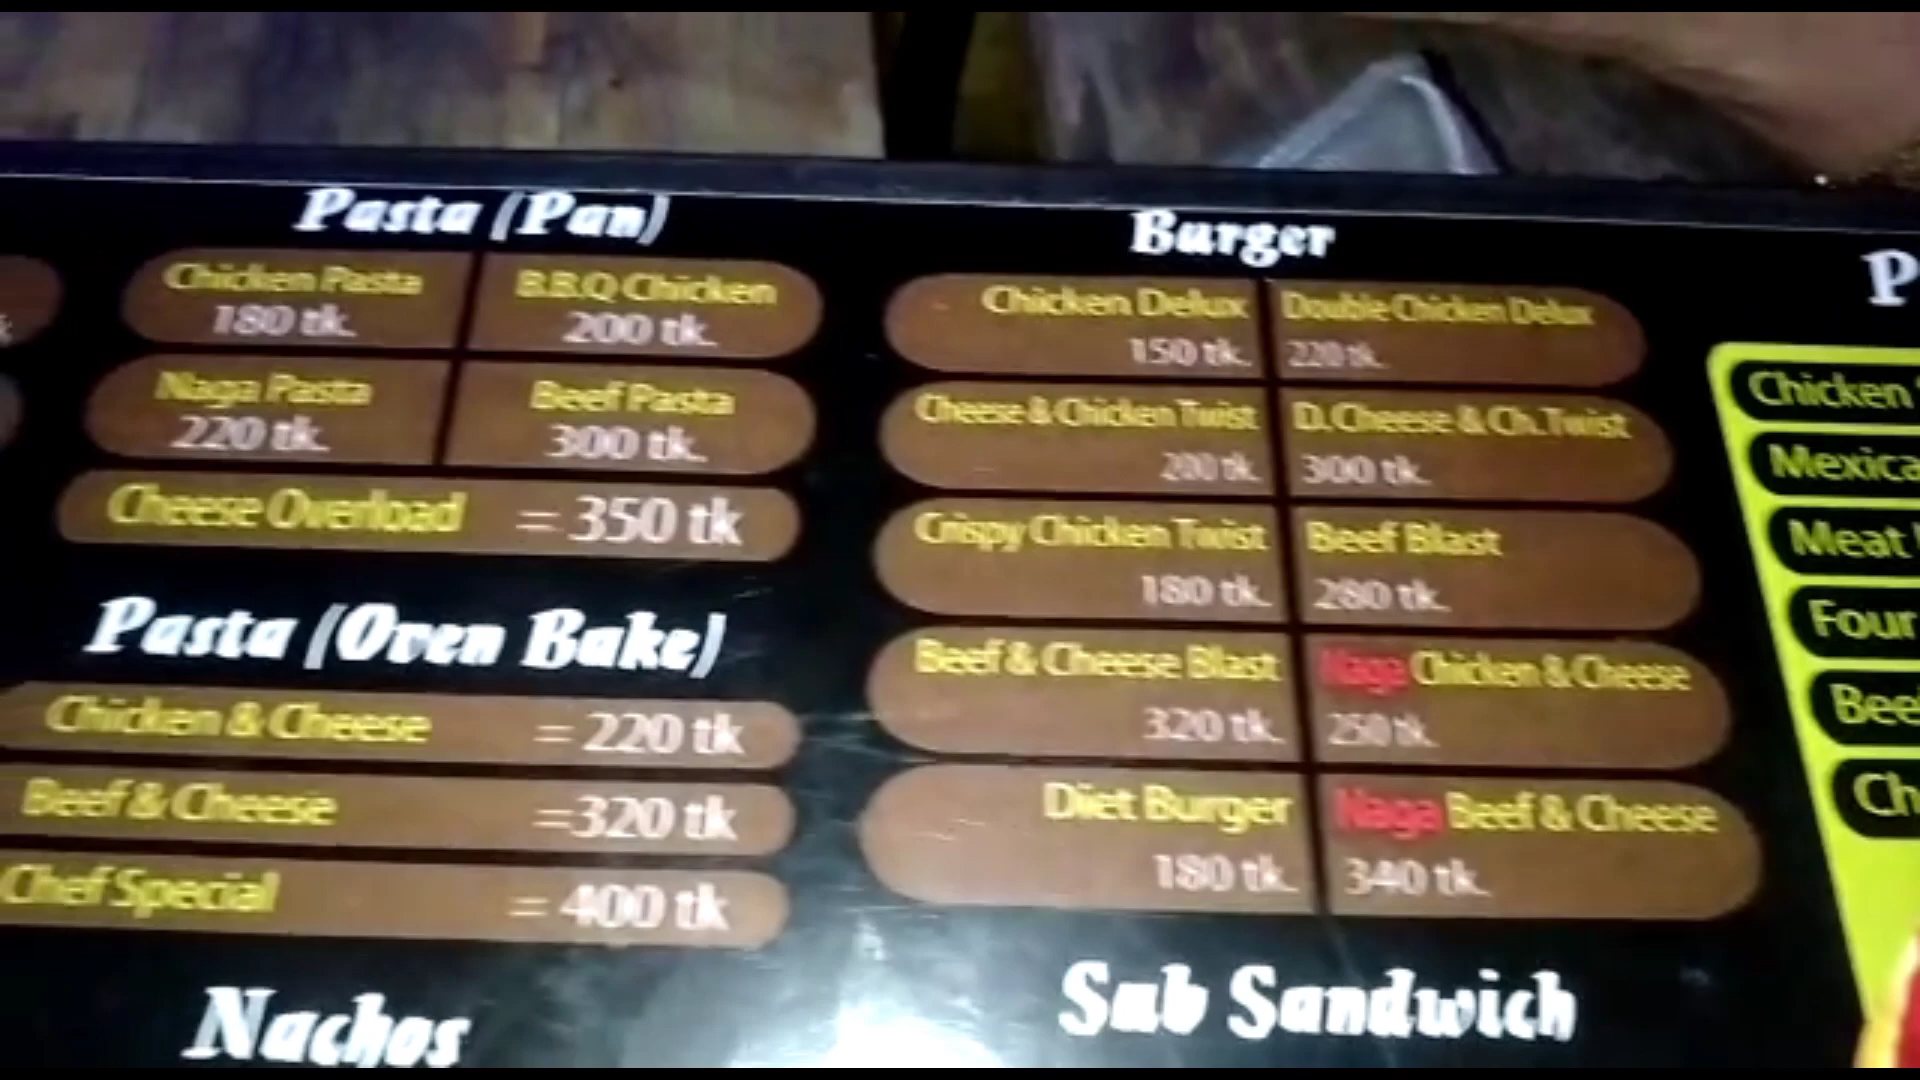 Pasta (Pan)
Chicken Pasta
180 tk.
B.B.Q Chicken
200 tk.
Naga Pasta
220 tk.
Beef Pasta
300 tk.
Cheese Overload = 350 tk
Pasta (Oven Bake)
Chicken & Cheese = 220 tk
Beef & Cheese =320 tk
Chef Special = 400 tk
Nachos
Burger
Chicken Delux
150 tk.
Double Chicken Delux
220 tk.
Cheese & Chicken Twist
200 tk.
D. Cheese & Ch. Twist
300 tk.
Crispy Chicken Twist
180 tk.
Beef Blast
280 tk.
Beef & Cheese Blast
320 tk.
Naga Chicken & Cheese
250 tk.
Diet Burger
180 tk.
Naga Beef & Cheese
340 tk.
Sub Sandwich
Chicken
Meat
Four